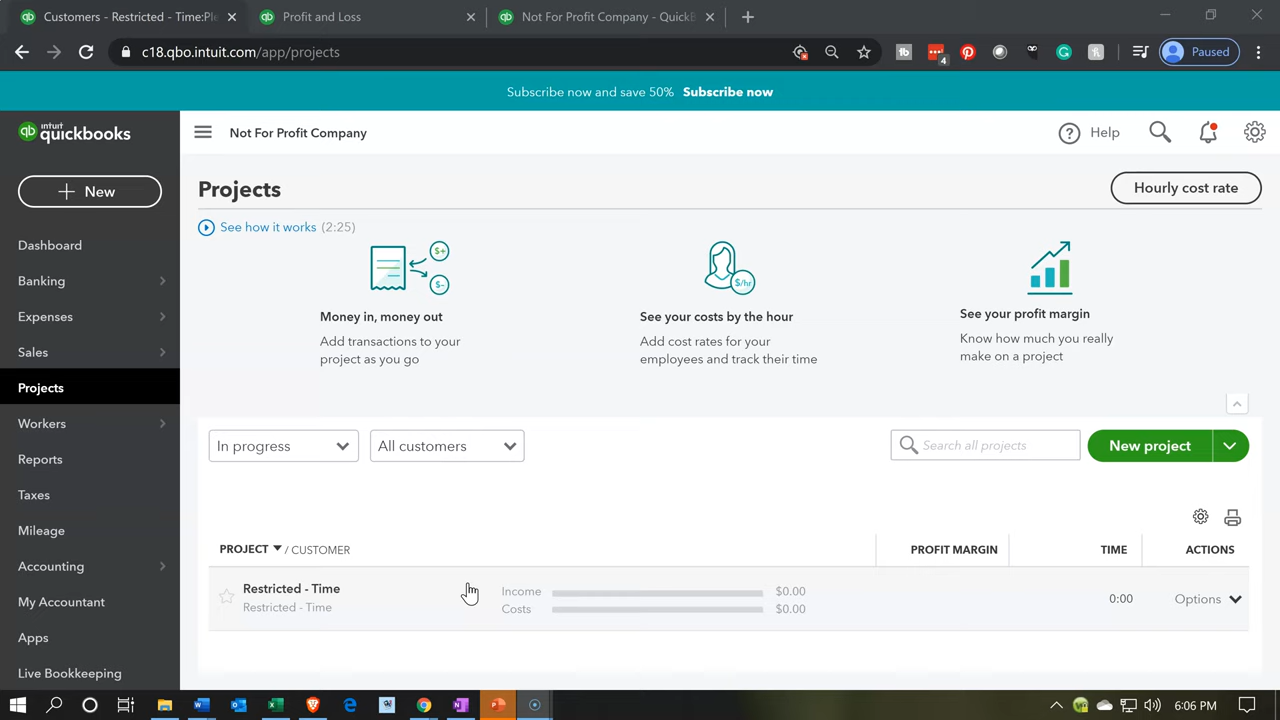 Customers - Restricted - Time:Ple
Profit and Loss
Not For Profit Company - QuickB
c18.qbo.intuit.com/app/projects
4
Paused
Subscribe now and save 50% Subscribe now
intuit quickbooks
Not For Profit Company
Help
New
Projects
Hourly cost rate
See how it works (2:25)
Dashboard
Banking
Expenses
Sales
Projects
Workers
Reports
Taxes
Mileage
Accounting
My Accountant
Apps
Live Bookkeeping
$+
$-
$/hr
Money in, money out
Add transactions to your
project as you go
See your costs by the hour
Add cost rates for your
employees and track their time
See your profit margin
Know how much you really
make on a project
In progress
All customers
Search all projects
New project
PROJECT / CUSTOMER
PROFIT MARGIN
TIME
ACTIONS
Restricted - Time
Restricted - Time
Income $0.00
Costs $0.00
0:00
Options
6:06 PM